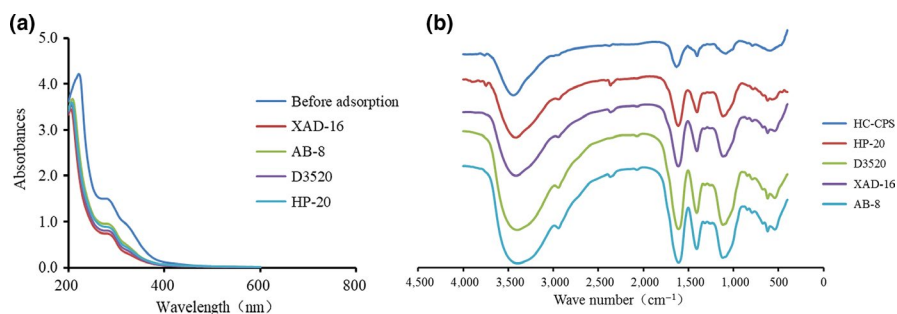 (a)
5.0
4.0
3.0
2.0
1.0
0.0
Absorbances
200
400
600
800
Wavelength（nm）
Before adsorption
XAD-16
AB-8
D3520
HP-20
(b)
4,500
4,000
3,500
3,000
2,500
2,000
1,500
1,000
500
0
Wave number（cm⁻¹）
HC-CPS
HP-20
D3520
XAD-16
AB-8